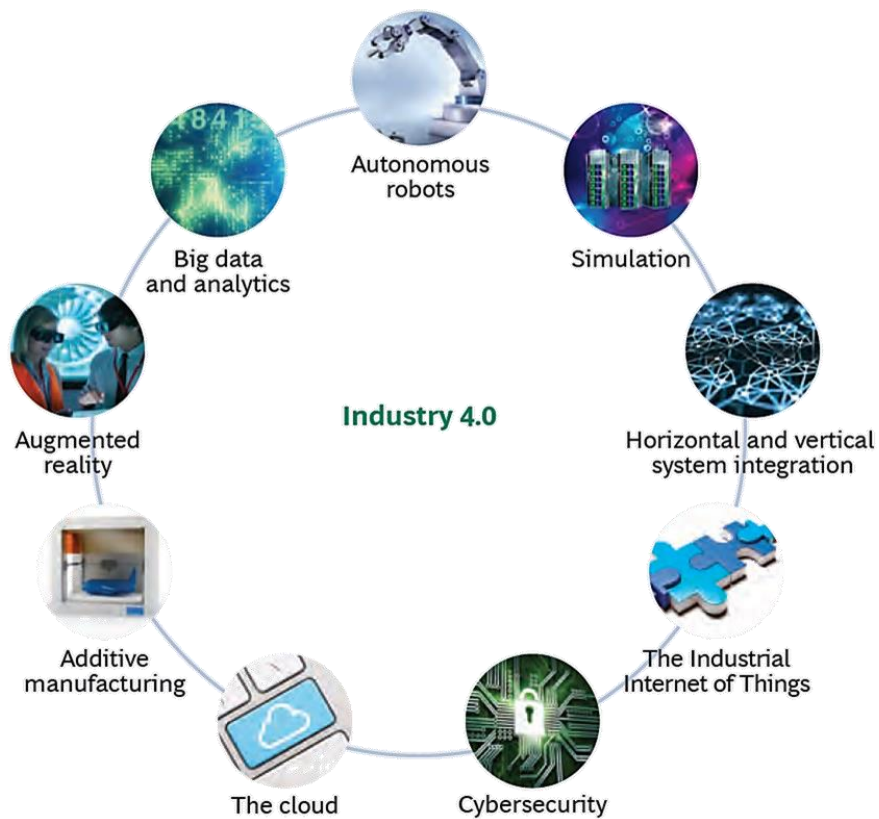 Autonomous
robots
Simulation
Horizontal and vertical
system integration
The Industrial
Internet of Things
Cybersecurity
The cloud
Additive
manufacturing
Augmented
reality
Big data
and analytics
Industry 4.0